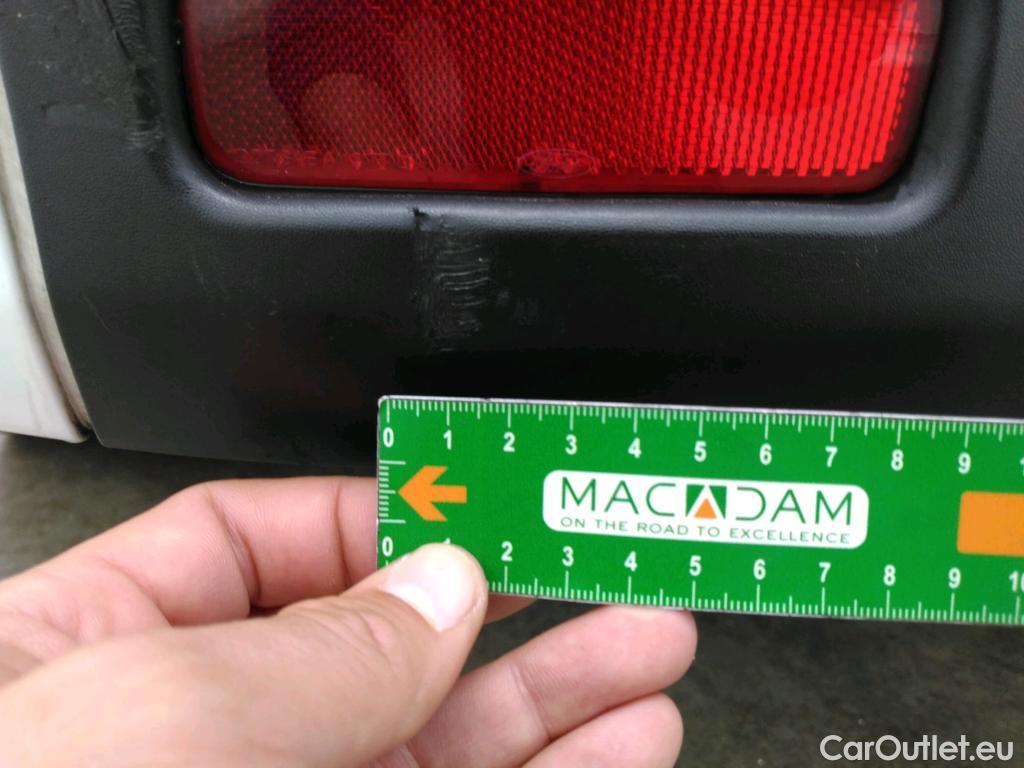 0 1 2 3 4 5 6 7 8 9
MACADAM
ON THE ROAD TO EXCELLENCE
0 1 2 3 4 5 6 7 8 9 10
CarOutlet.eu